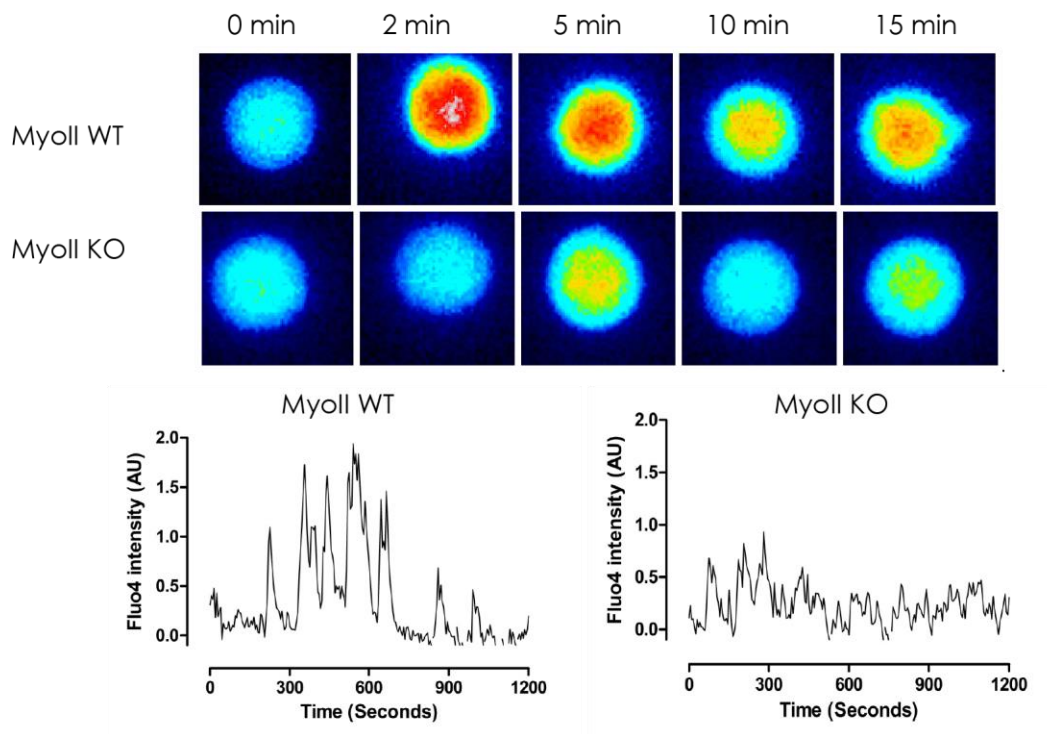 0 min 2 min 5 min 10 min 15 min
MyoII WT
MyoII KO
MyoII WT
2.0
1.5
1.0
0.5
0.0
Fluo4 intensity (AU)
0 300 600 900 1200
Time (Seconds)
MyoII KO
2.0
1.5
1.0
0.5
0.0
Fluo4 intensity (AU)
0 300 600 900 1200
Time (Seconds)